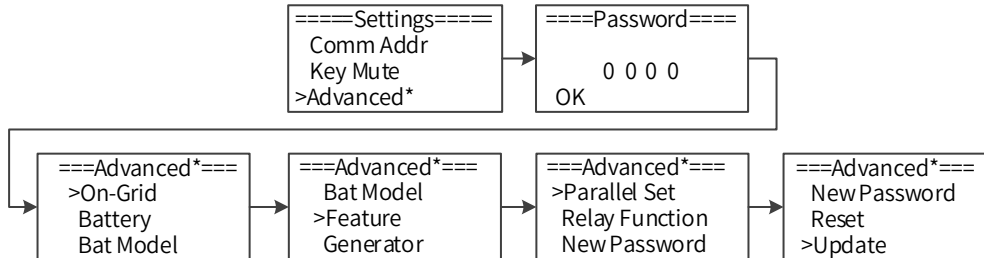 =====Settings=====
Comm Addr
Key Mute
>Advanced*
====Password====
0 0 0 0
OK
===Advanced*===
>On-Grid
Battery
Bat Model
===Advanced*===
Bat Model
>Feature
Generator
===Advanced*===
>Parallel Set
Relay Function
New Password
===Advanced*===
New Password
Reset
>Update